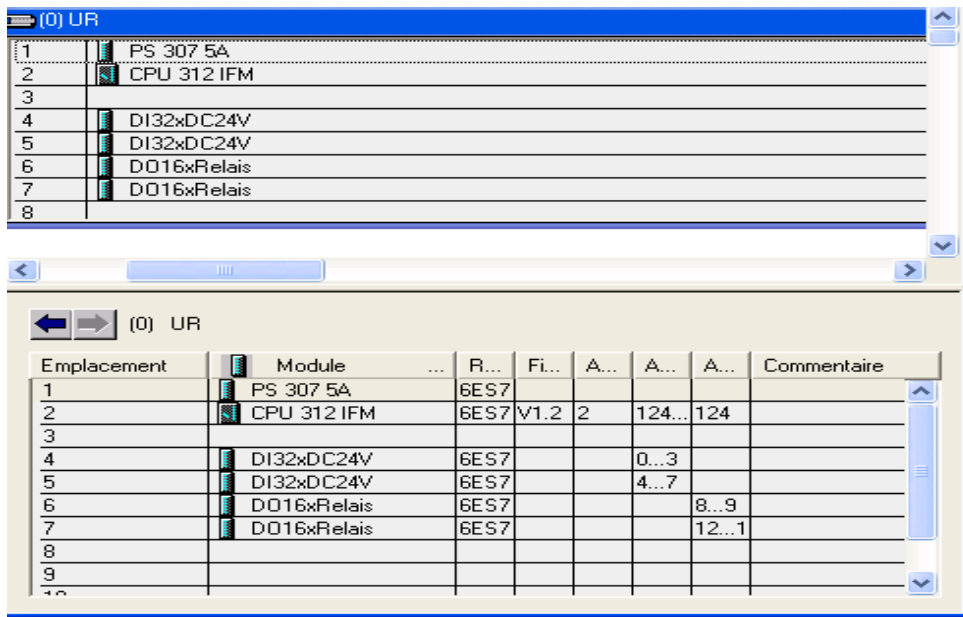 (0) UR
1 PS 307 5A
2 CPU 312 IFM
3
4 DI32xDC24V
5 DI32xDC24V
6 DO16xRelais
7 DO16xRelais
8
(0) UR
Emplacement Module ... R... Fi... A... A... A... Commentaire
1 PS 307 5A 6ES7
2 CPU 312 IFM 6ES7 V1.2 2 124... 124
3
4 DI32xDC24V 6ES7 0...3
5 DI32xDC24V 6ES7 4...7
6 DO16xRelais 6ES7 8...9
7 DO16xRelais 6ES7 12...1
8
9